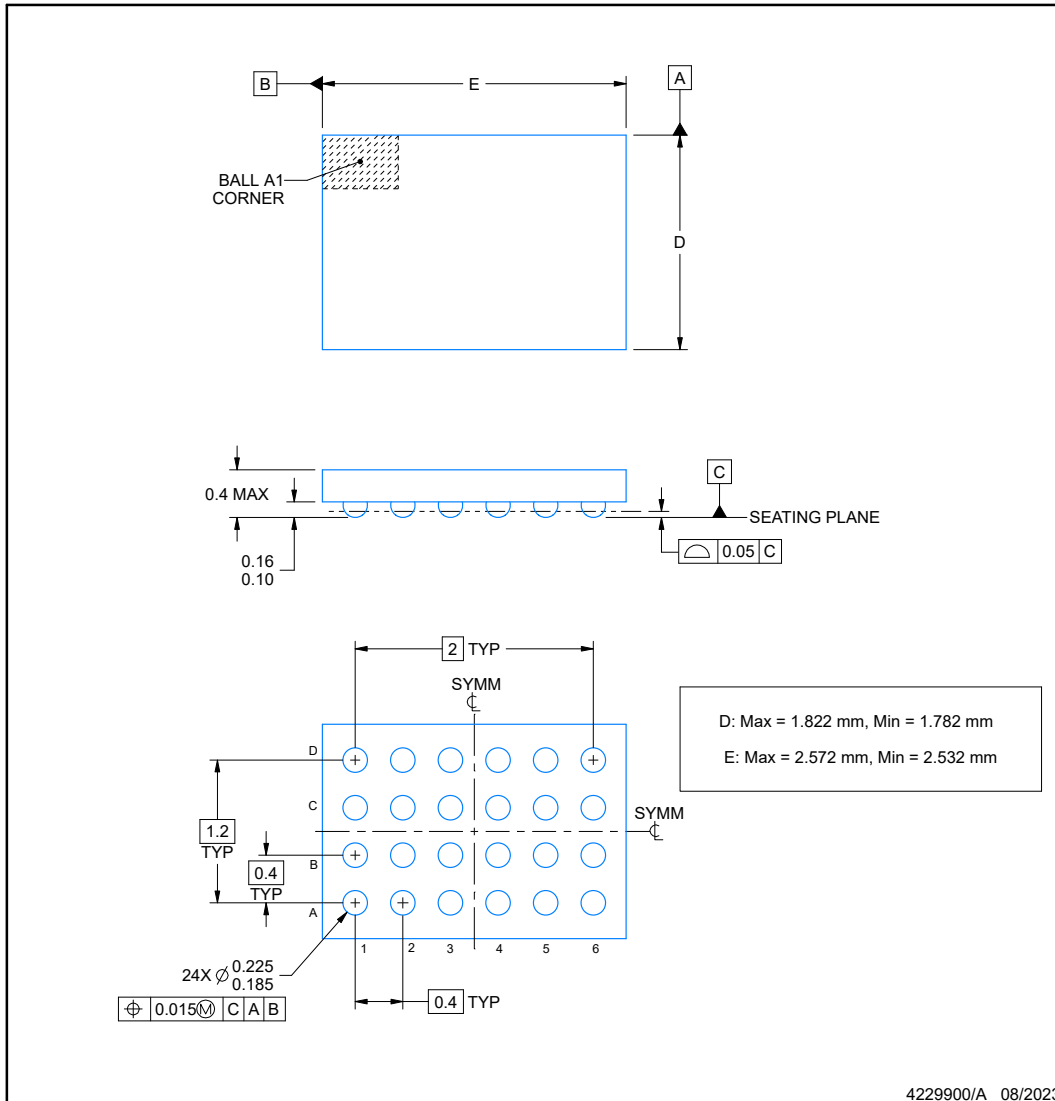 B
E
A
BALL A1
CORNER
D
0.4 MAX
C
SEATING PLANE
0.05 C
0.16
0.10
2 TYP
SYMM
D: Max = 1.822 mm, Min = 1.782 mm
E: Max = 2.572 mm, Min = 2.532 mm
D
C
SYMM
1.2
TYP
B
0.4
TYP
A
1 2 3 4 5 6
24X ⌀ 0.225
0.185
⌖ 0.015Ⓜ C A B
0.4 TYP
4229900/A 08/2023